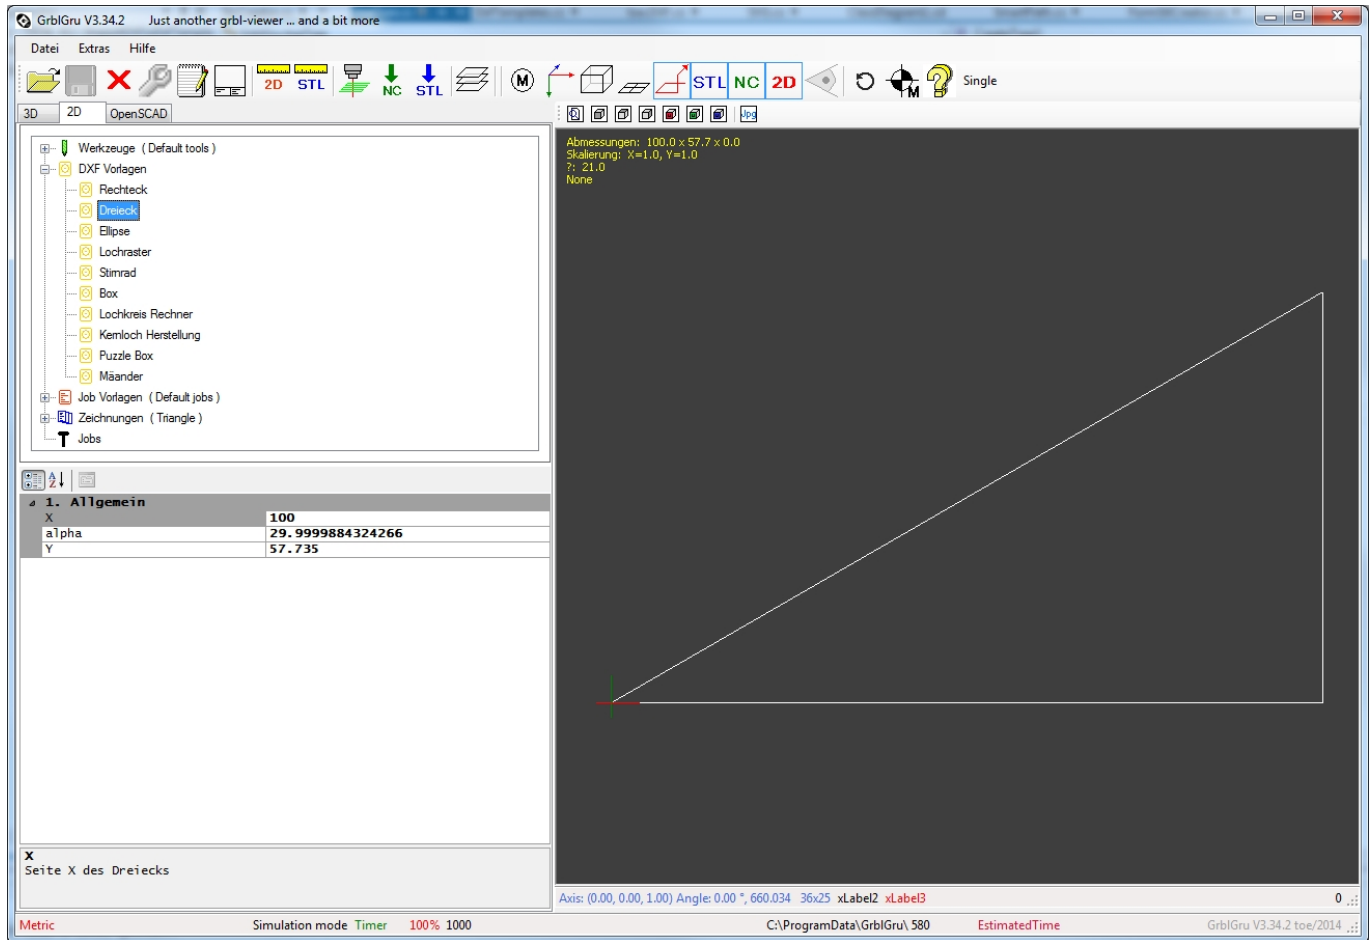 GrblGru V3.34.2 Just another grbl-viewer ... and a bit more
Datei Extras Hilfe
2D STL NC STL M STL NC 2D M Single
3D 2D OpenSCAD
Jpg
Werkzeuge ( Default tools )
DXF Vorlagen
Rechteck
Dreieck
Ellipse
Lochraster
Stirnrad
Box
Lochkreis Rechner
Kernloch Herstellung
Puzzle Box
Mäander
Job Vorlagen ( Default jobs )
Zeichnungen ( Triangle )
Jobs
Abmessungen: 100.0 x 57.7 x 0.0
Skalierung: X=1.0, Y=1.0
?: 21.0
None
1. Allgemein
X 100
alpha 29.9999884324266
Y 57.735
X
Seite X des Dreiecks
Axis: (0.00, 0.00, 1.00) Angle: 0.00 °, 660.034 36x25 xLabel2 xLabel3 0
Metric Simulation mode Timer 100% 1000 C:\ProgramData\GrblGru\ 580 EstimatedTime GrblGru V3.34.2 toe/2014